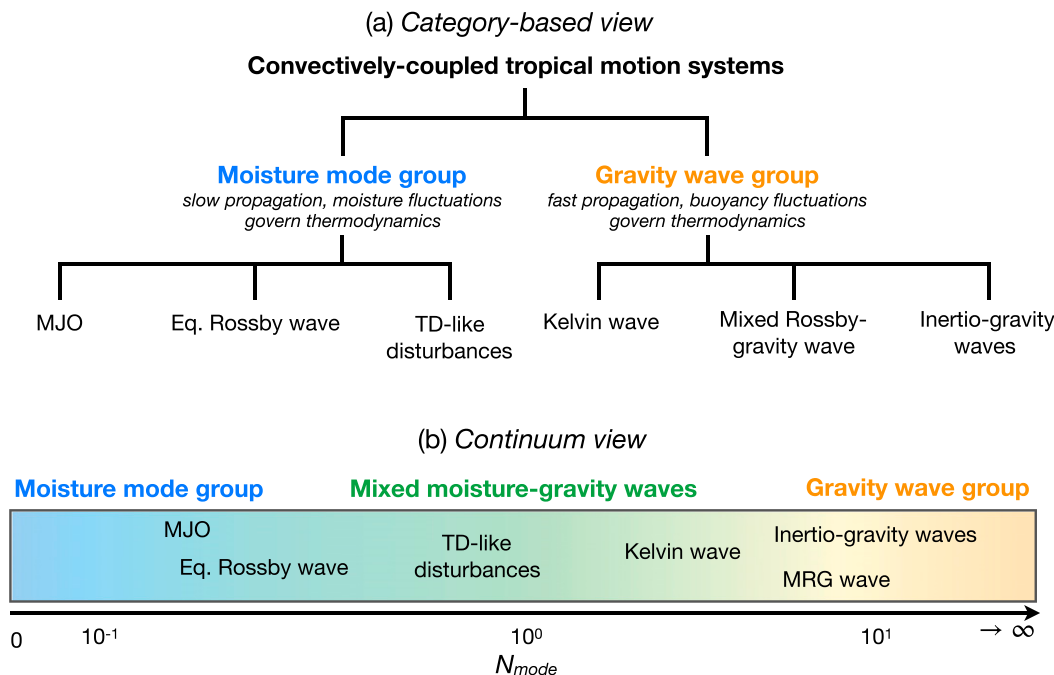 (a) Category-based view
Convectively-coupled tropical motion systems
Moisture mode group
slow propagation, moisture fluctuations
govern thermodynamics
Gravity wave group
fast propagation, buoyancy fluctuations
govern thermodynamics
MJO
Eq. Rossby wave
TD-like
disturbances
Kelvin wave
Mixed Rossby-
gravity wave
Inertio-gravity
waves
(b) Continuum view
Moisture mode group
Mixed moisture-gravity waves
Gravity wave group
MJO
Eq. Rossby wave
TD-like
disturbances
Kelvin wave
Inertio-gravity waves
MRG wave
0
10⁻¹
10⁰
10¹
→ ∞
N_mode